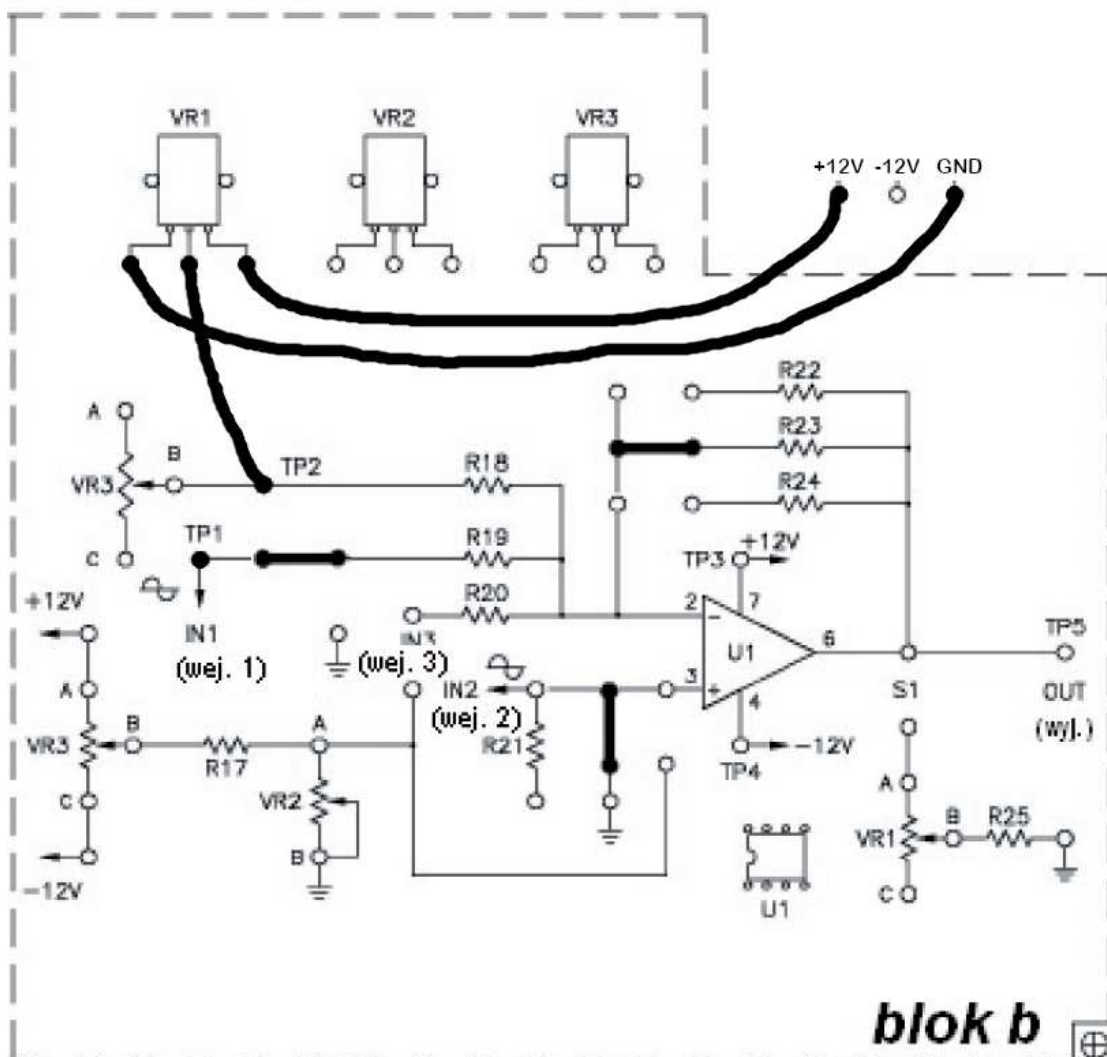 VR1 VR2 VR3
+12V -12V GND
R22
A
R23
B TP2 R18
R24
VR3
TP1 R19
+12V
TP3
C
+12V
R20
2 7
IN1 IN3
− U1 6 TP5
(wej. 1) (wej. 3) IN2 3 + 4 S1 OUT
A
(wej. 2) (wyj.)
B A R21
-12V
VR3 R17 TP4
A
C VR2 B R25
VR1
B
-12V
C
U1
blok b